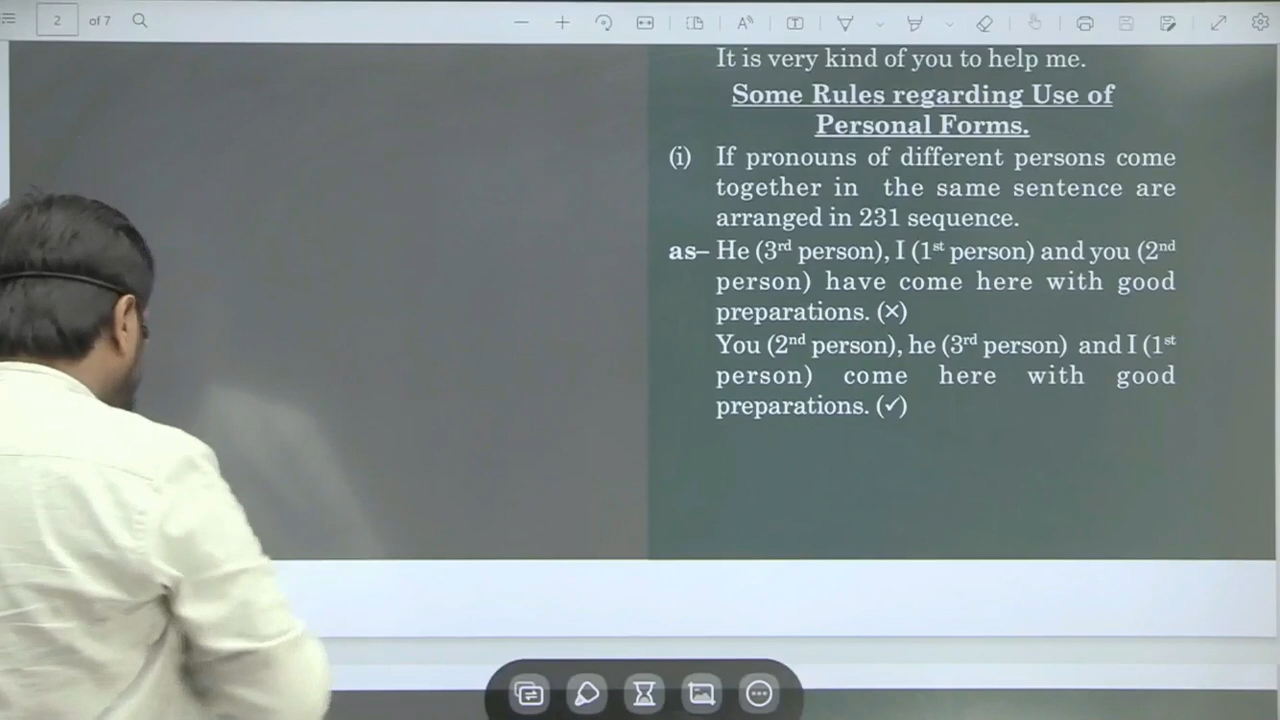 2 of 7
It is very kind of you to help me.
Some Rules regarding Use of
Personal Forms.
(i) If pronouns of different persons come
together in the same sentence are
arranged in 231 sequence.
as– He (3rd person), I (1st person) and you (2nd
person) have come here with good
preparations. (×)
You (2nd person), he (3rd person) and I (1st
person) come here with good
preparations. (✓)